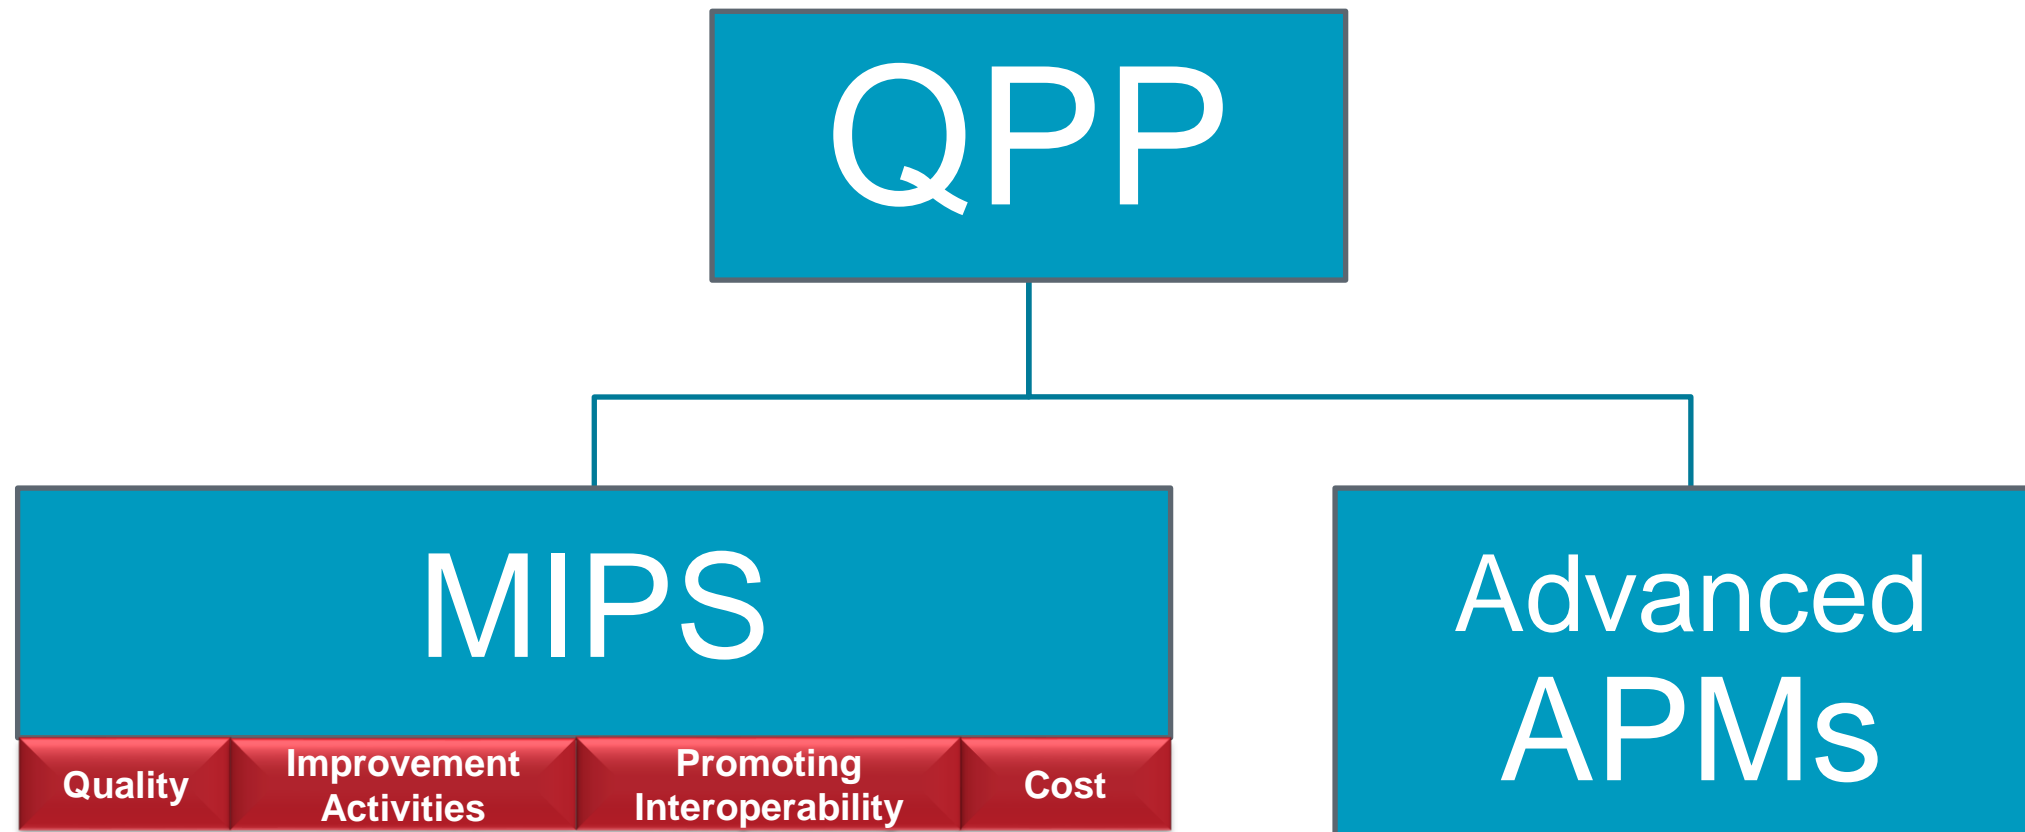 QPP
MIPS
Advanced
APMs
Quality
Improvement
Activities
Promoting
Interoperability
Cost